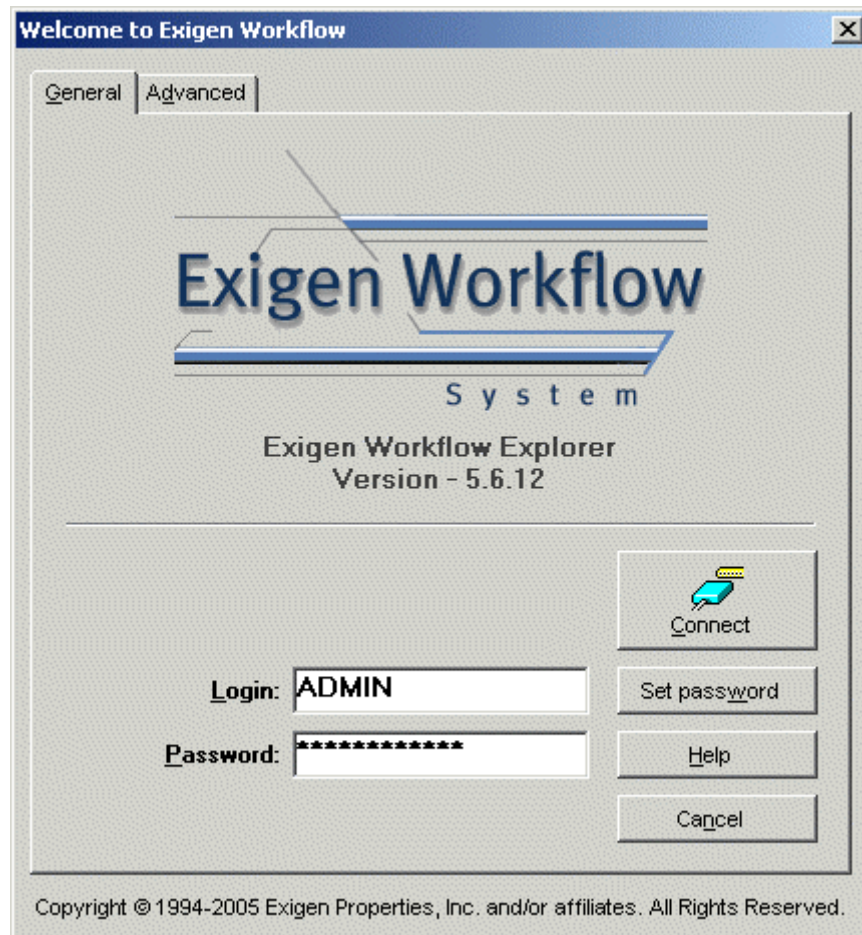 Welcome to Exigen Workflow
General Advanced
Exigen Workflow
System
Exigen Workflow Explorer
Version - 5.6.12
Connect
Login: ADMIN Set password
Password: ************ Help
Cancel
Copyright © 1994-2005 Exigen Properties, Inc. and/or affiliates. All Rights Reserved.